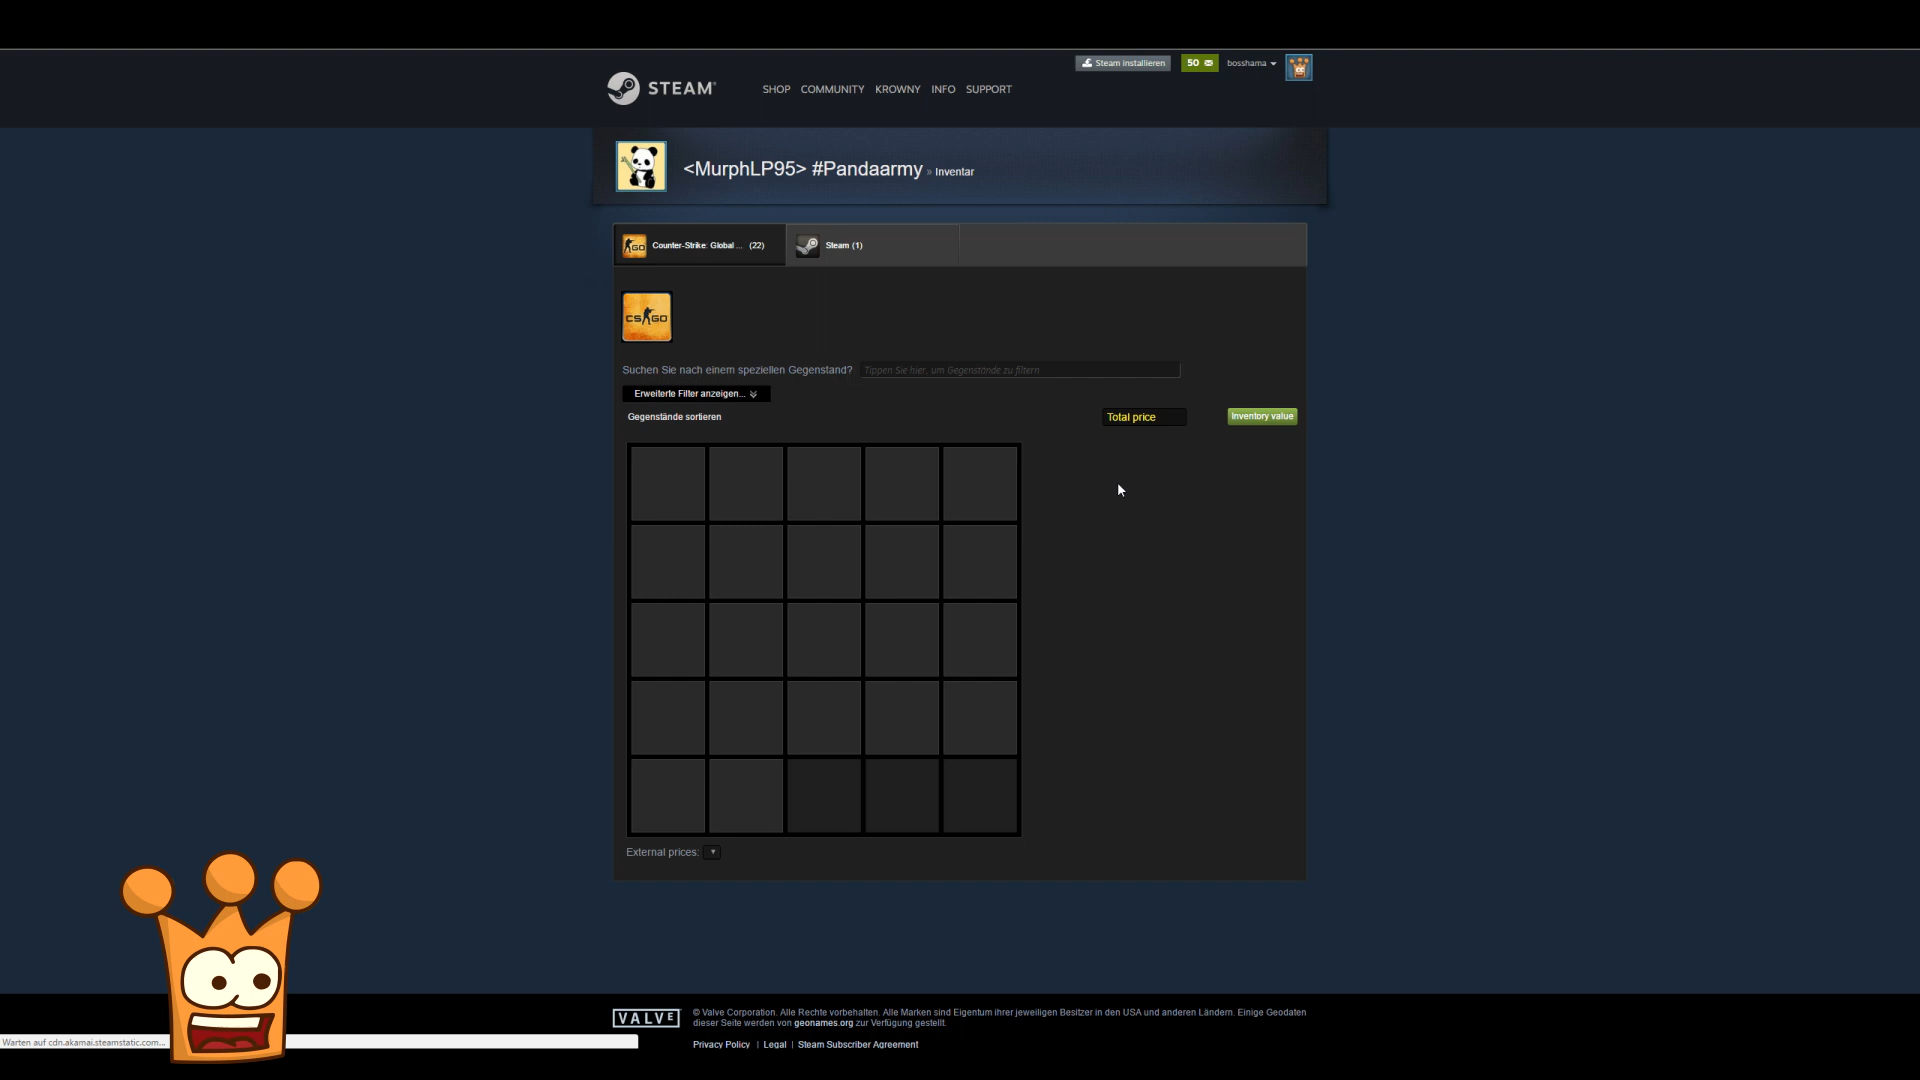 Steam installieren
50
bosshama
STEAM
SHOP COMMUNITY KROWNY INFO SUPPORT
<MurphLP95> #Pandaarmy » Inventar
Counter-Strike: Global ... (22)
Steam (1)
CS GO
Suchen Sie nach einem speziellen Gegenstand?
Tippen Sie hier, um Gegenstände zu filtern
Erweiterte Filter anzeigen...
Gegenstände sortieren
Total price
Inventory value
External prices:
VALVE
© Valve Corporation. Alle Rechte vorbehalten. Alle Marken sind Eigentum ihrer jeweiligen Besitzer in den USA und anderen Ländern. Einige Geodaten
dieser Seite werden von geonames.org zur Verfügung gestellt.
Warten auf cdn.akamai.steamstatic.com...
Privacy Policy | Legal | Steam Subscriber Agreement